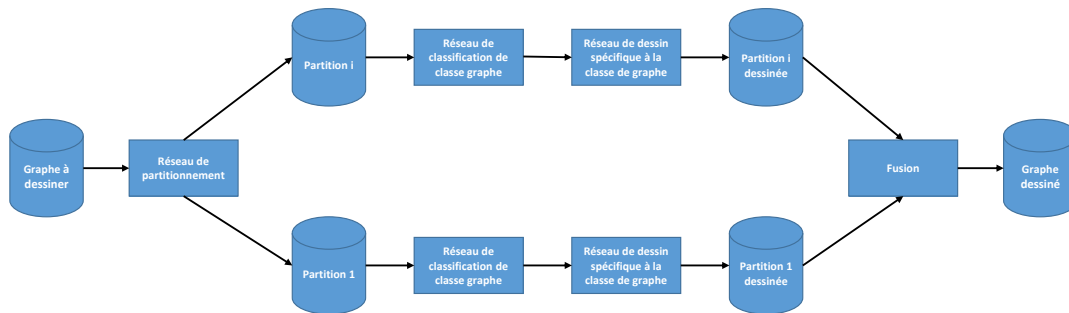 Graphe à
dessiner
Réseau de
partitionnement
Partition i
Réseau de
classification de
classe graphe
Réseau de dessin
spécifique à la
classe de graphe
Partition i
dessinée
Partition 1
Réseau de
classification de
classe graphe
Réseau de dessin
spécifique à la
classe de graphe
Partition 1
dessinée
Fusion
Graphe
dessiné